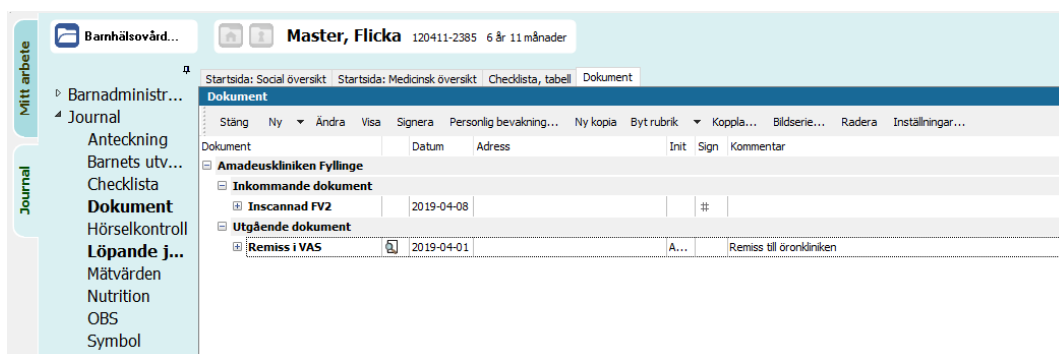 Mitt arbete
Journal
Barnhälsovård...
Barnadministr...
Journal
Anteckning
Barnets utv...
Checklista
Dokument
Hörselkontroll
Löpande j...
Mätvärden
Nutrition
OBS
Symbol
Master, Flicka 120411-2385 6 år 11 månader
Startsida: Social översikt Startsida: Medicinsk översikt Checklista, tabell Dokument
Dokument
Stäng Ny Ändra Visa Signera Personlig bevakning... Ny kopia Byt rubrik Koppla... Bildserie... Radera Inställningar...
Dokument Datum Adress Init Sign Kommentar
Amadeuskliniken Fyllinge
Inkommande dokument
Inscannad FV2 2019-04-08 #
Utgående dokument
Remiss i VAS 2019-04-01 A... Remiss till öronkliniken